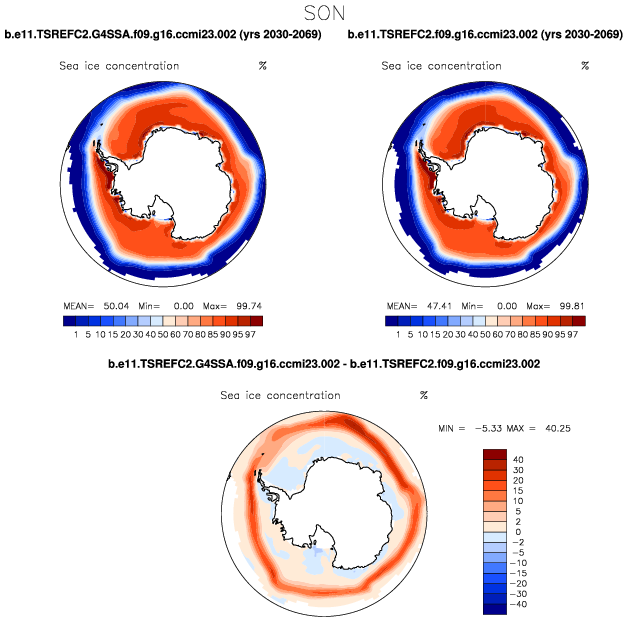 SON
b.e11.TSREFC2.G4SSA.f09.g16.ccmi23.002 (yrs 2030-2069)
b.e11.TSREFC2.f09.g16.ccmi23.002 (yrs 2030-2069)
Sea ice concentration %
Sea ice concentration %
MEAN= 50.04 Min= 0.00 Max= 99.74
MEAN= 47.41 Min= 0.00 Max= 99.81
1 5 10 15 20 30 40 50 60 70 80 85 90 95 97
1 5 10 15 20 30 40 50 60 70 80 85 90 95 97
b.e11.TSREFC2.G4SSA.f09.g16.ccmi23.002 - b.e11.TSREFC2.f09.g16.ccmi23.002
Sea ice concentration %
MIN = -5.33 MAX = 40.25
40
30
20
15
10
5
2
0
-2
-5
-10
-15
-20
-30
-40